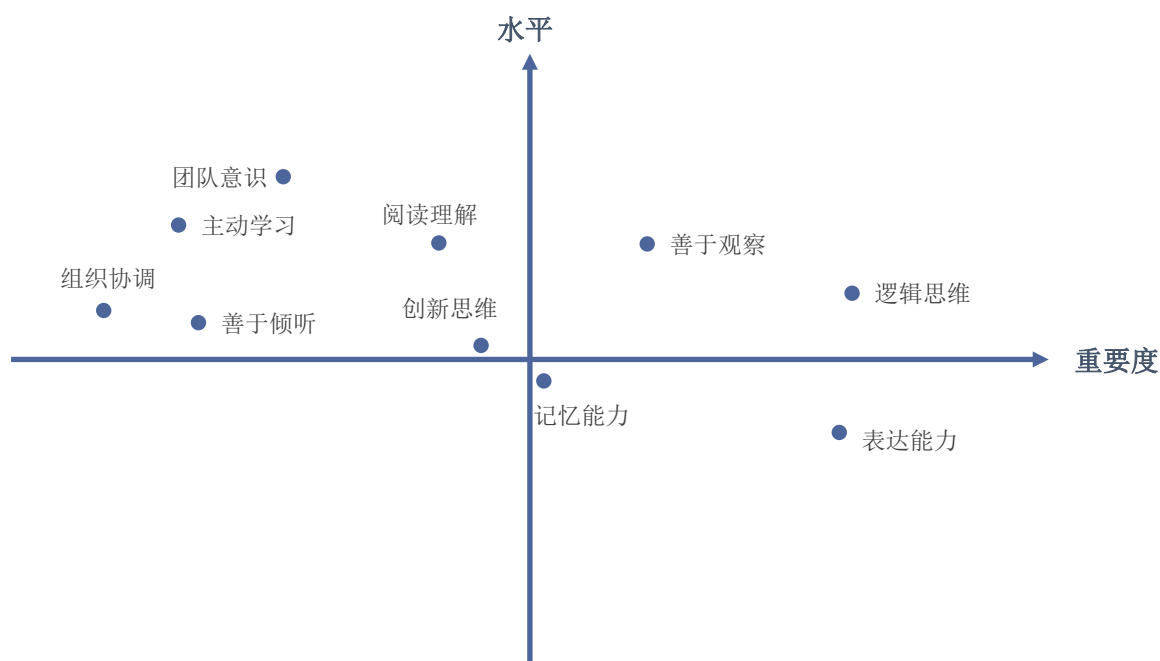 水平
团队意识
阅读理解
主动学习
善于观察
组织协调
逻辑思维
创新思维
善于倾听
重要度
记忆能力
表达能力